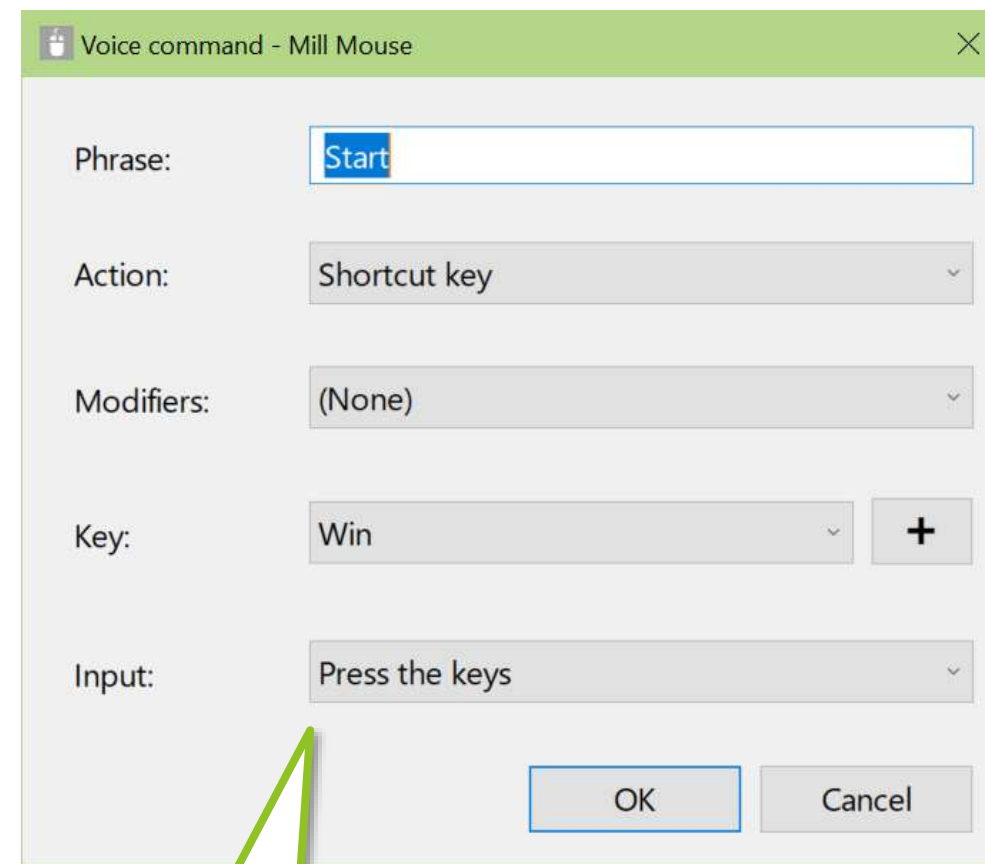 Voice command - Mill Mouse
Phrase: Start
Action: Shortcut key
Modifiers: (None)
Key: Win +
Input: Press the keys
OK Cancel